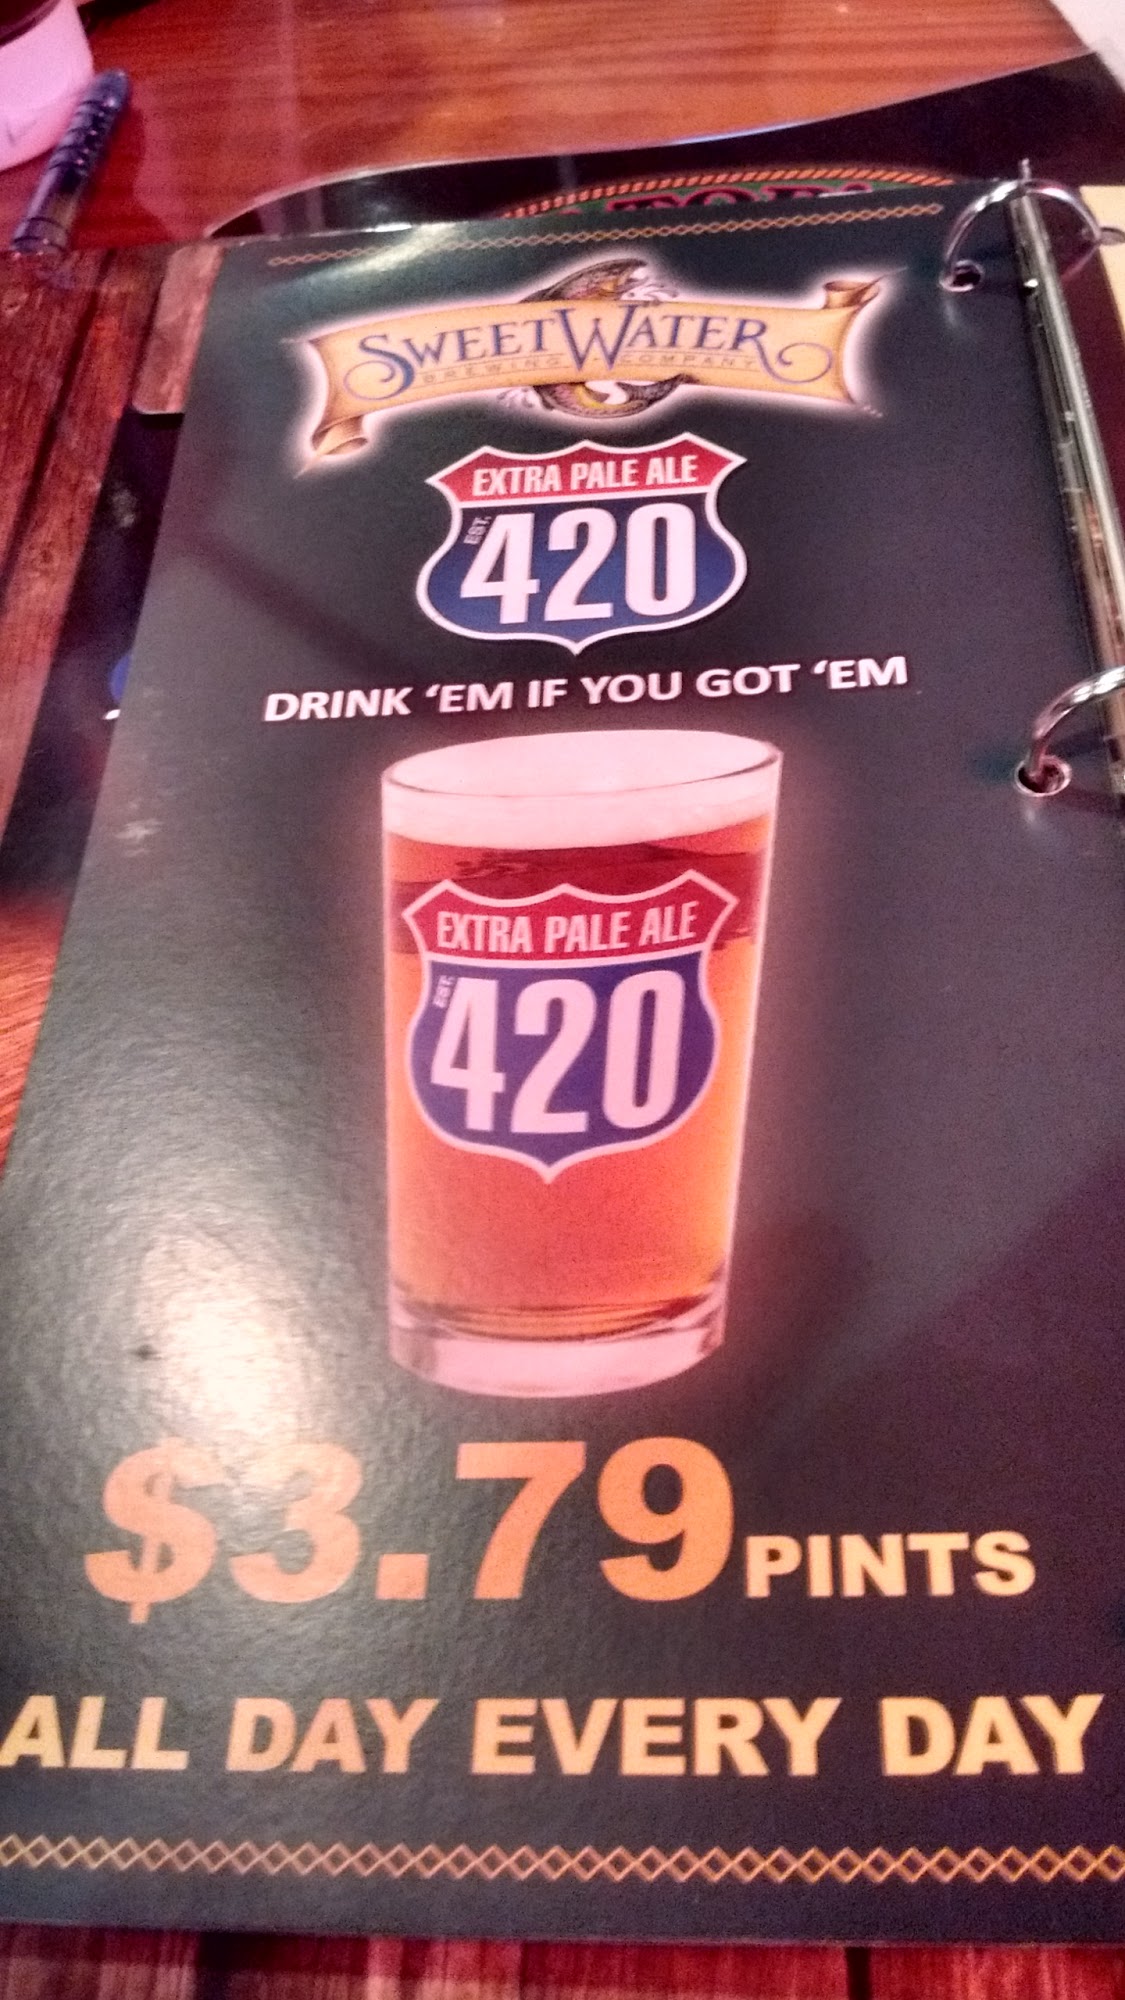 SWEETWATER
BREWING COMPANY
EXTRA PALE ALE
EST.
420
DRINK 'EM IF YOU GOT 'EM
EXTRA PALE ALE
EST.
420
$3.79 PINTS
ALL DAY EVERY DAY